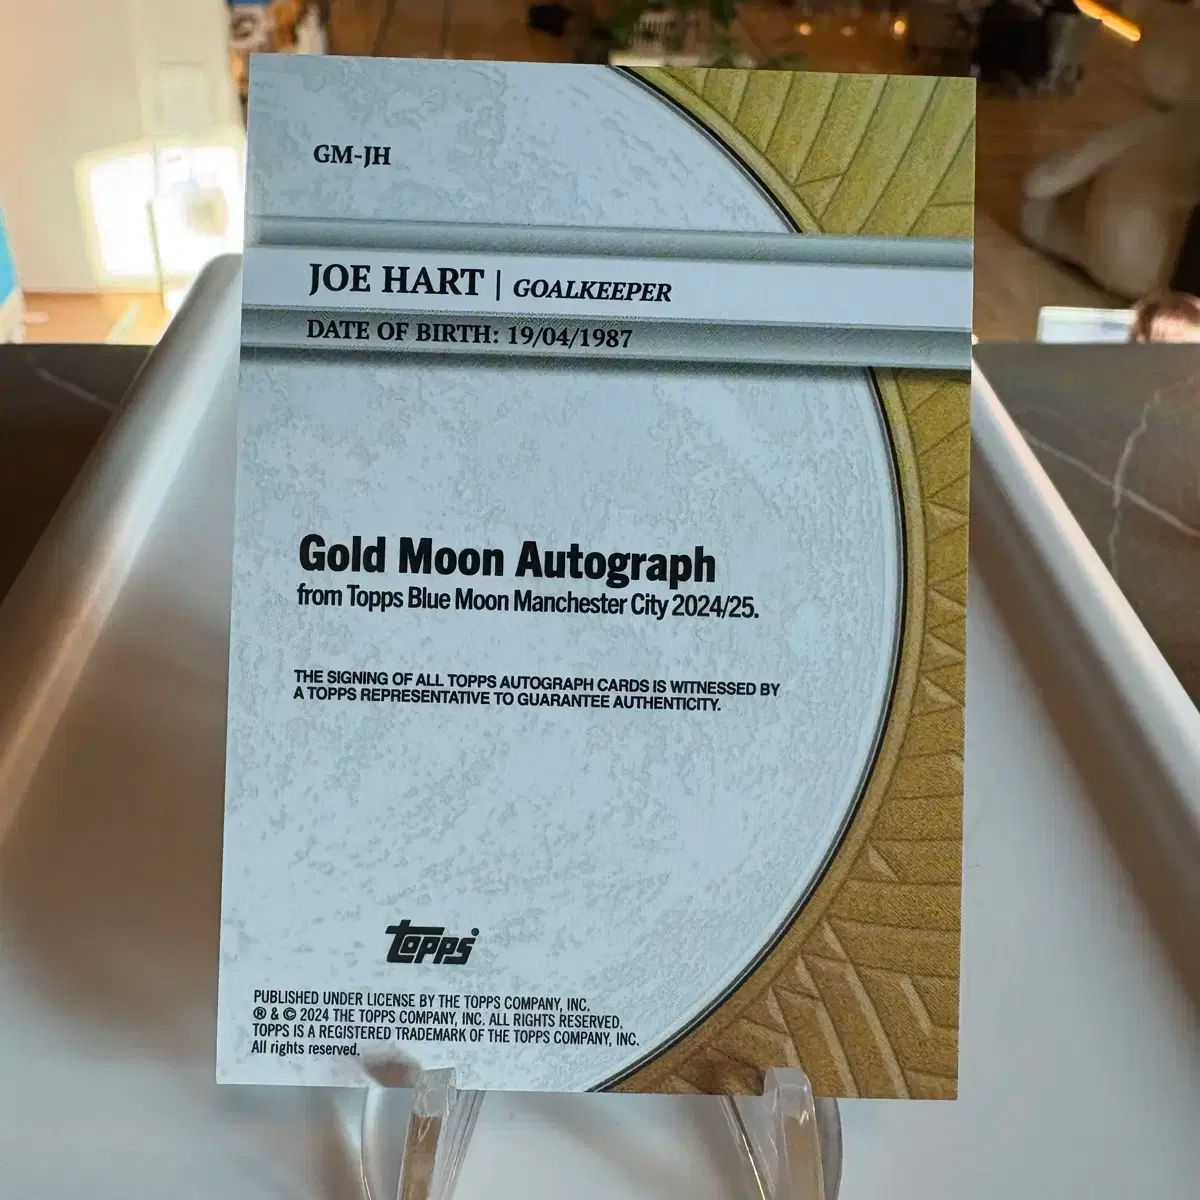 GM-JH
JOE HART | GOALKEEPER
DATE OF BIRTH: 19/04/1987
Gold Moon Autograph
from Topps Blue Moon Manchester City 2024/25.
THE SIGNING OF ALL TOPPS AUTOGRAPH CARDS IS WITNESSED BY
A TOPPS REPRESENTATIVE TO GUARANTEE AUTHENTICITY.
topps
PUBLISHED UNDER LICENSE BY THE TOPPS COMPANY, INC.
® & © 2024 THE TOPPS COMPANY, INC. ALL RIGHTS RESERVED.
TOPPS IS A REGISTERED TRADEMARK OF THE TOPPS COMPANY, INC.
All rights reserved.